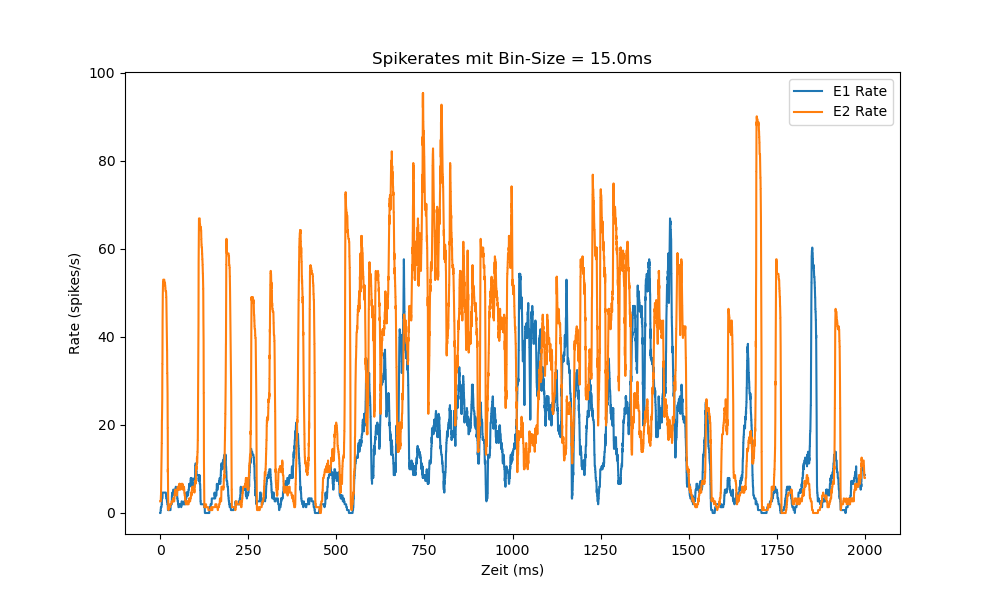 Spikerates mit Bin-Size = 15.0ms
E1 Rate
E2 Rate
Rate (spikes/s)
100
80
60
40
20
0
0 250 500 750 1000 1250 1500 1750 2000
Zeit (ms)